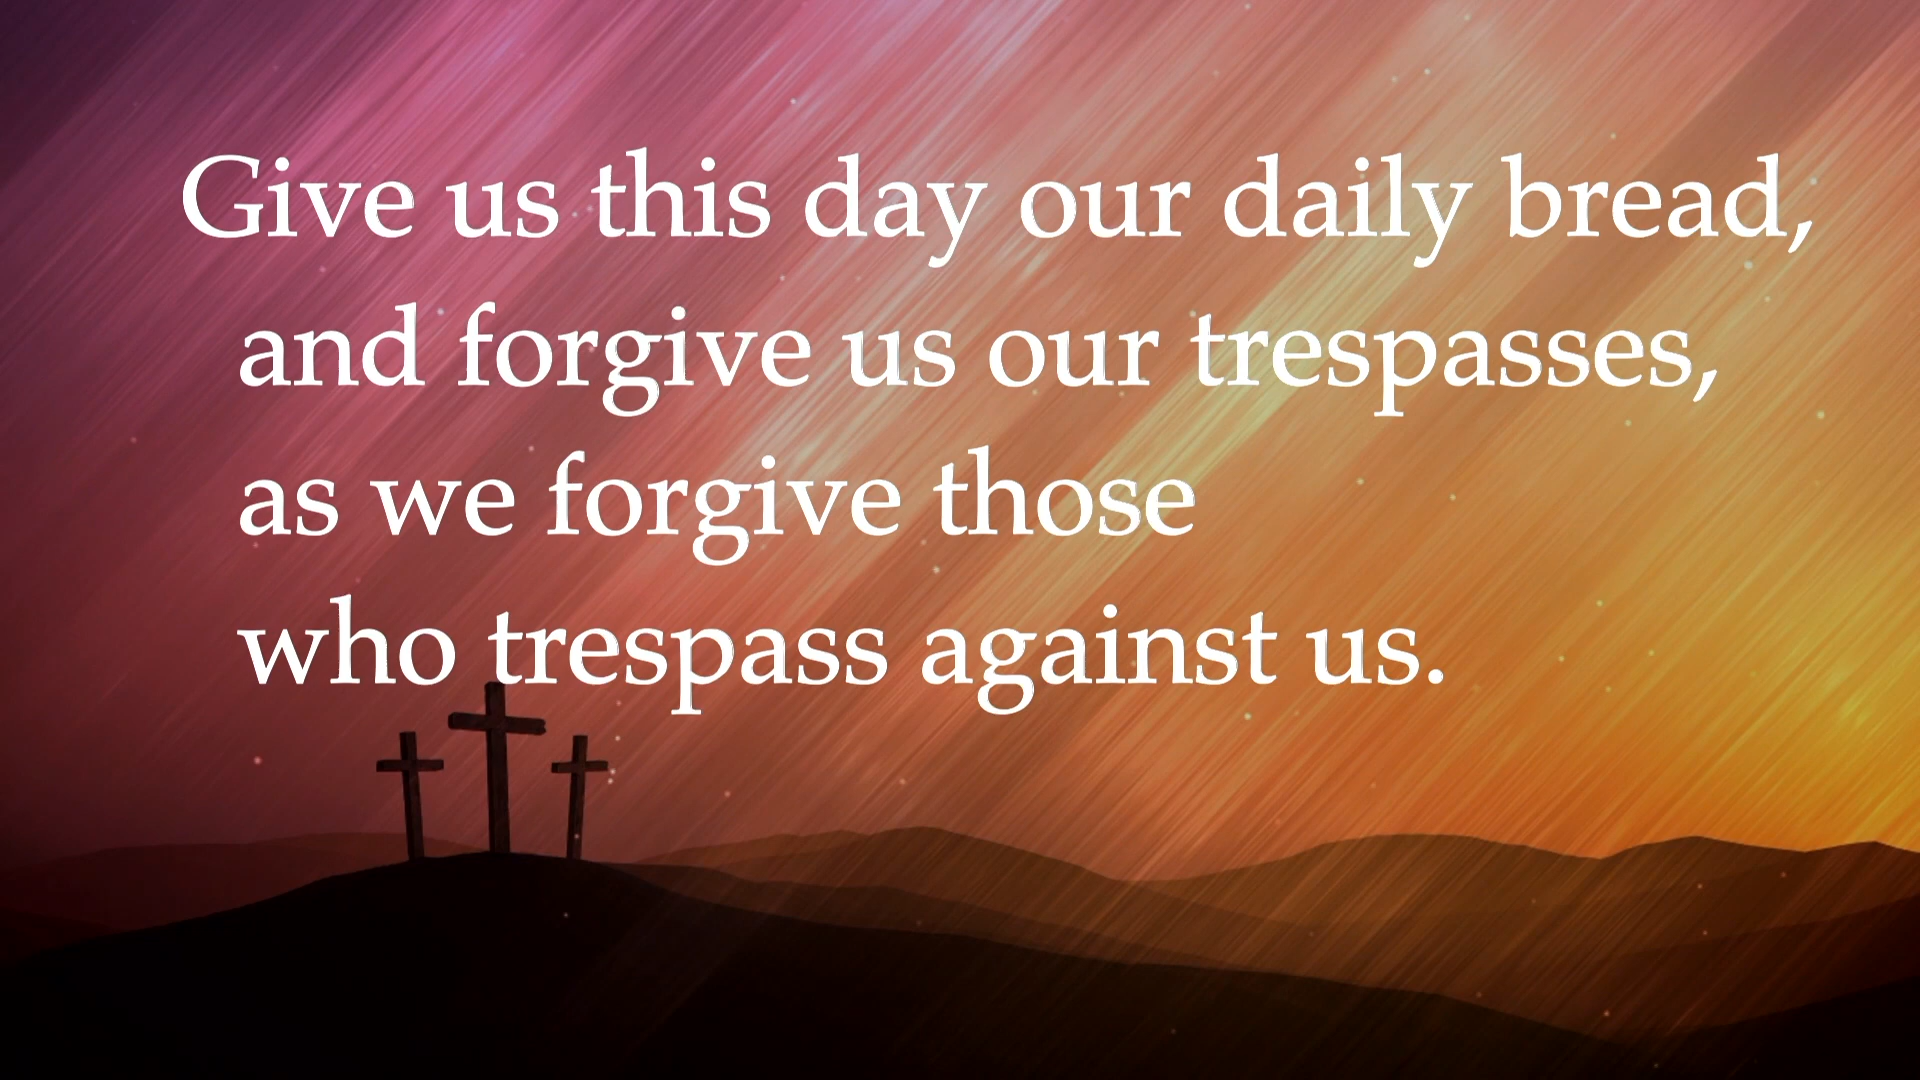 Give us this day our daily bread,
and forgive us our trespasses,
as we forgive those
who trespass against us.